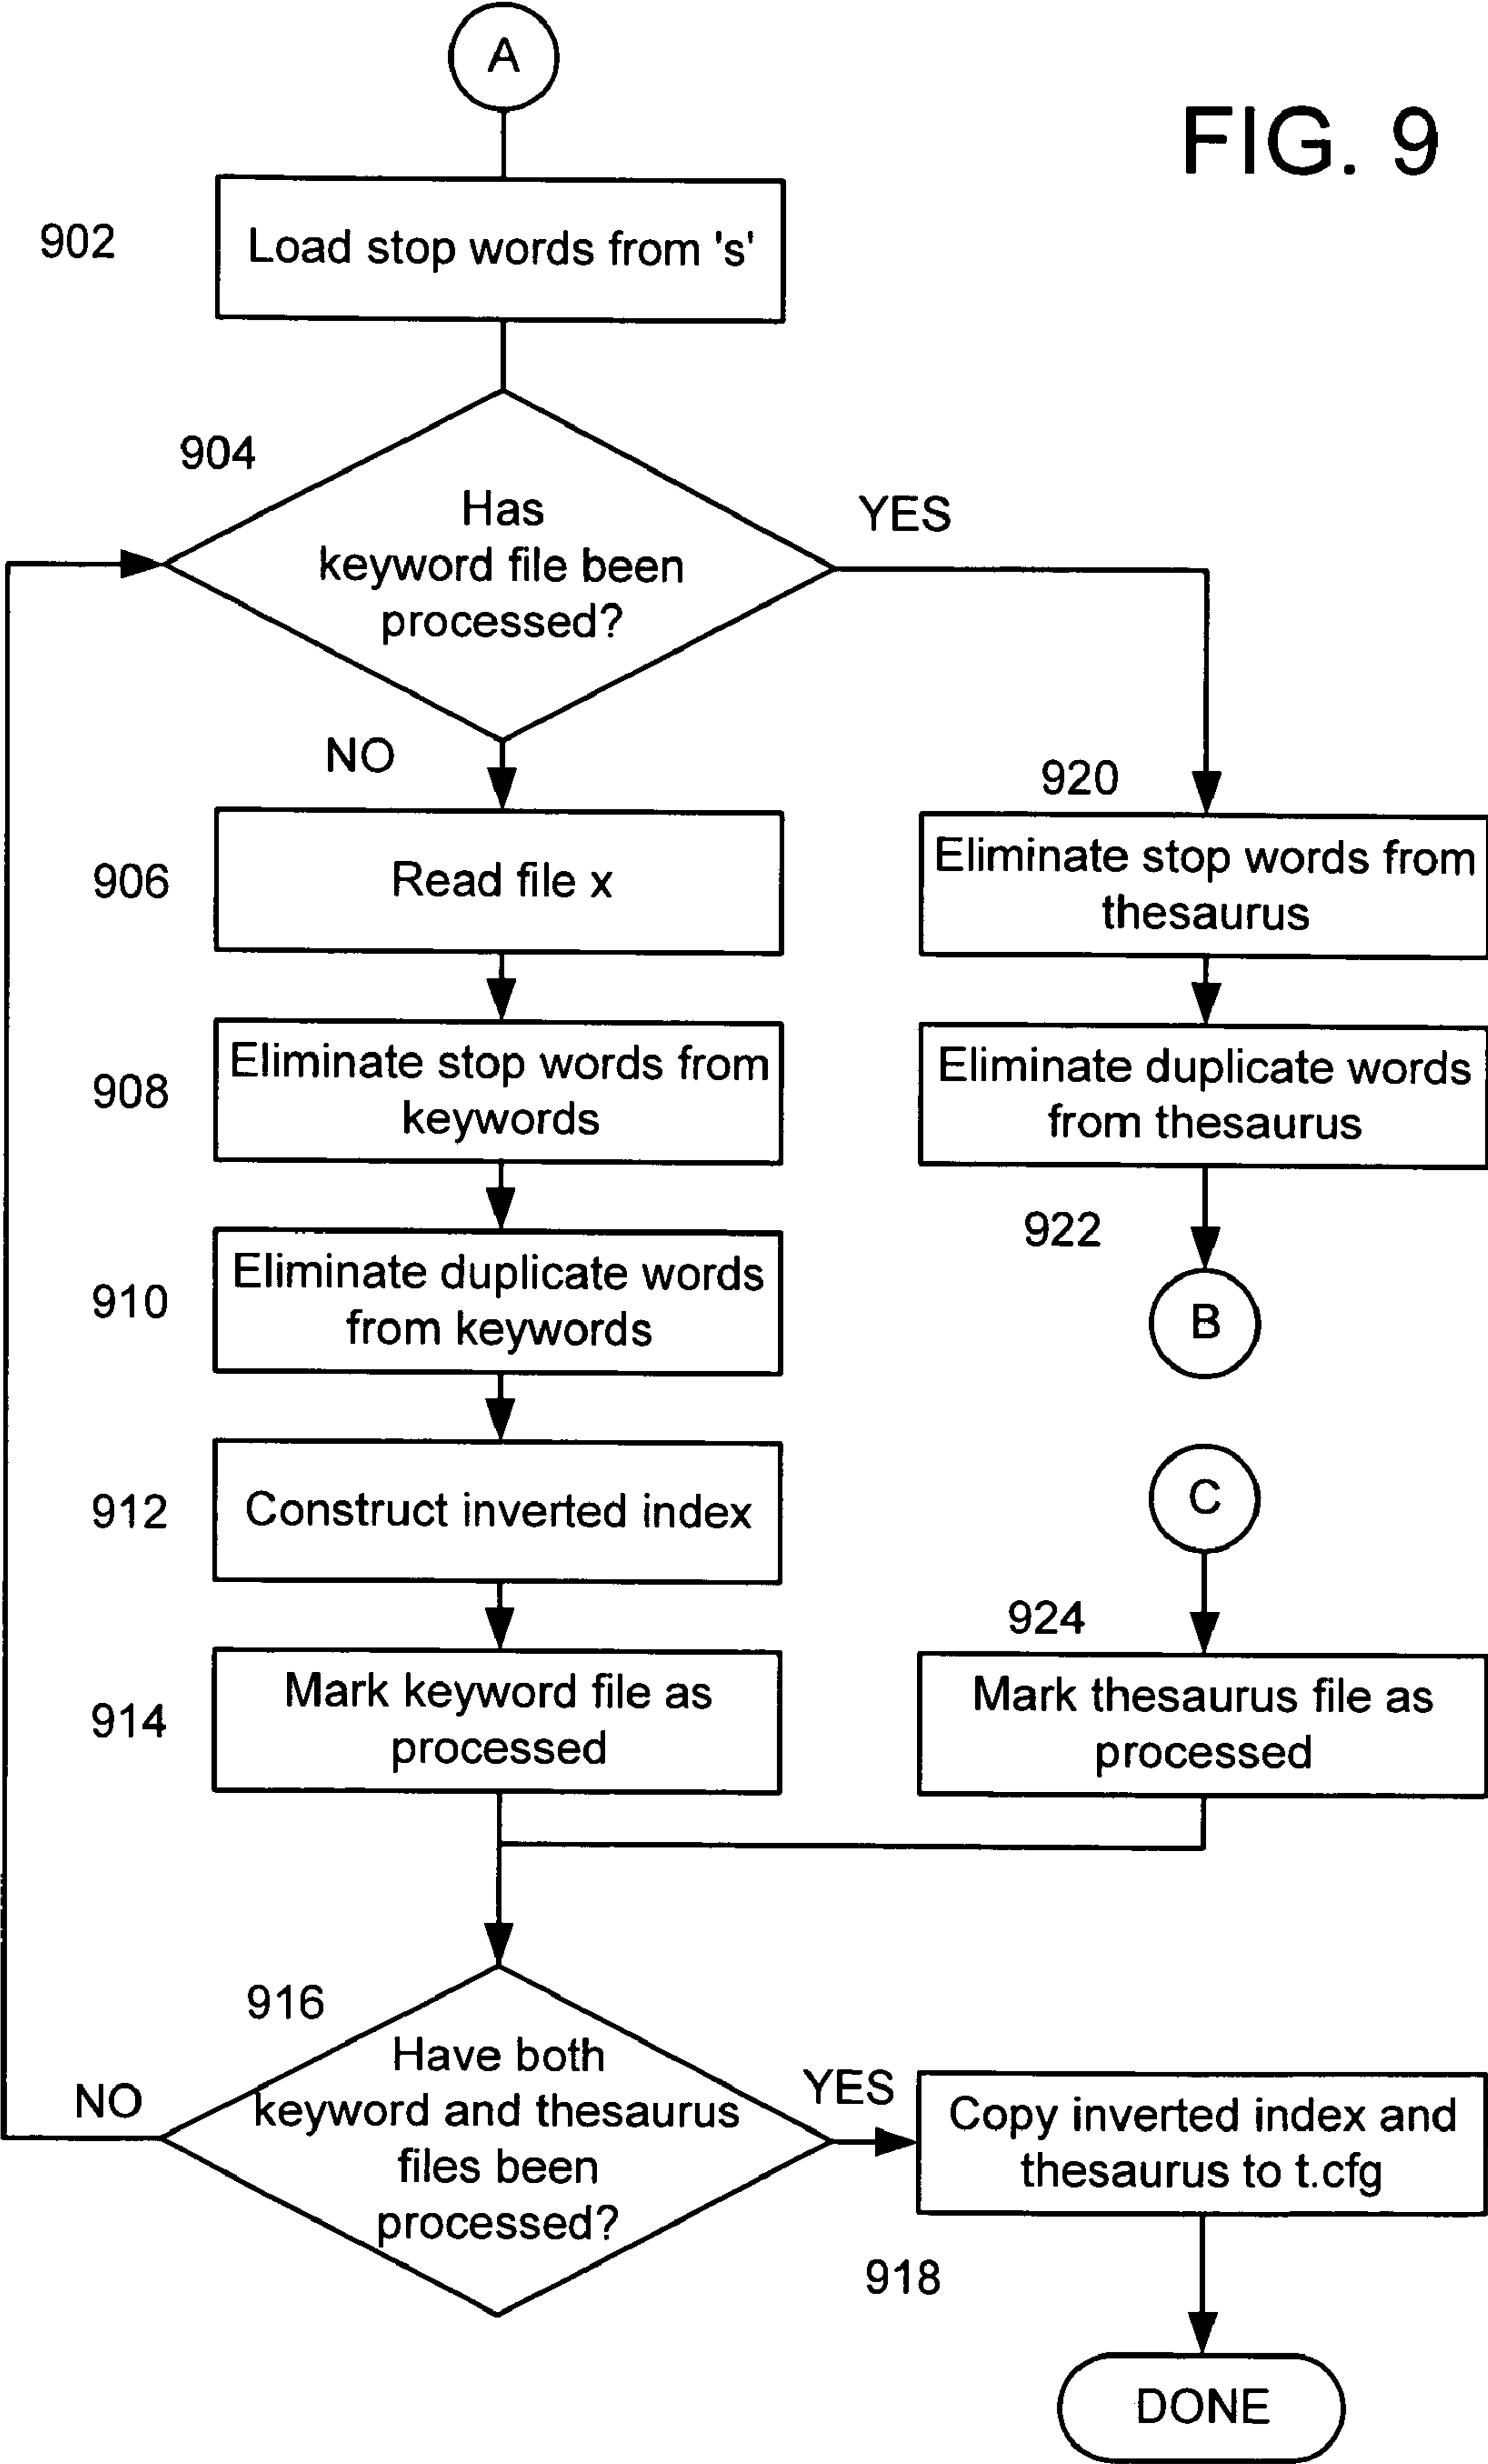 A
FIG. 9
902
Load stop words from 's'
904
Has
keyword file been
processed?
YES
NO
906
Read file x
920
Eliminate stop words from
thesaurus
908
Eliminate stop words from
keywords
Eliminate duplicate words
from thesaurus
922
910
Eliminate duplicate words
from keywords
B
912
Construct inverted index
C
924
914
Mark keyword file as
processed
Mark thesaurus file as
processed
916
Have both
keyword and thesaurus
files been
processed?
NO
YES
Copy inverted index and
thesaurus to t.cfg
918
DONE